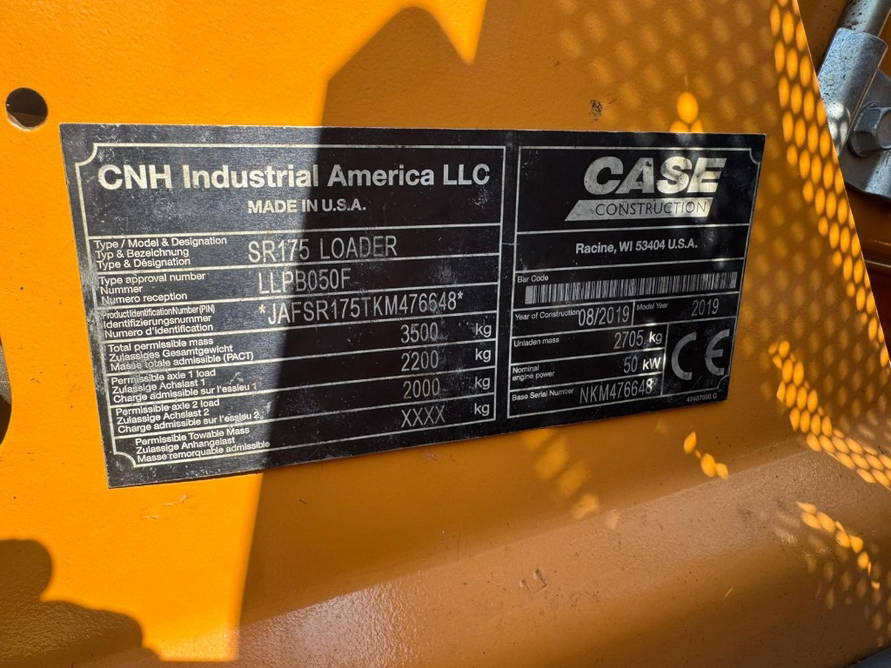 CNH Industrial America LLC
MADE IN U.S.A.
Type / Model & Designation
Typ & Bezeichnung
Type & Désignation
SR175 LOADER
Type approval number
Nummer
Numero reception
LLPB050F
Product Identification Number (PIN)
Identifizierungsnummer
Numéro d'Identification
*JAFSR175TKM476648*
Total permissible mass
Zulassiges Gesamtgewicht
Masse totale admissible (PACT)
3500 kg
Permissible axle 1 load
Zulassige Achslast 1
Charge admissible sur l'essieu 1
2200 kg
Permissible axle 2 load
Zulassige Achslast 2
Charge admissible sur l'essieu 2
2000 kg
Permissible Towable Mass
Zulassige Anhangelast
Masse remorquable admissible
XXXX kg
CASE
CONSTRUCTION
Racine, WI 53404 U.S.A.
Bar Code
Year of Construction 08/2019 Model Year 2019
Unladen mass 2705 kg
Nominal
engine power 50 kW
Base Serial Number NKM476648
CE